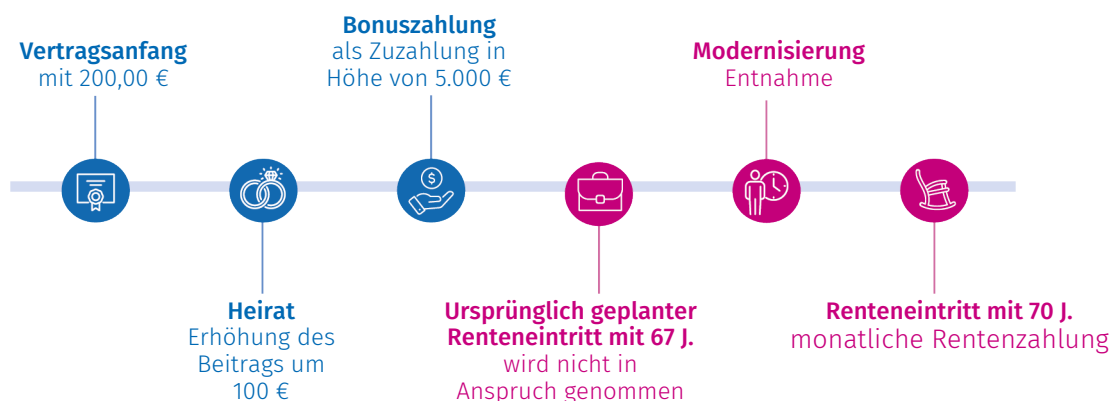 Vertragsanfang
mit 200,00 €
Heirat
Erhöhung des
Beitrags um
100 €
Bonuszahlung
als Zuzahlung in
Höhe von 5.000 €
$
Ursprünglich geplanter
Renteneintritt mit 67 J.
wird nicht in
Anspruch genommen
Modernisierung
Entnahme
Renteneintritt mit 70 J.
monatliche Rentenzahlung